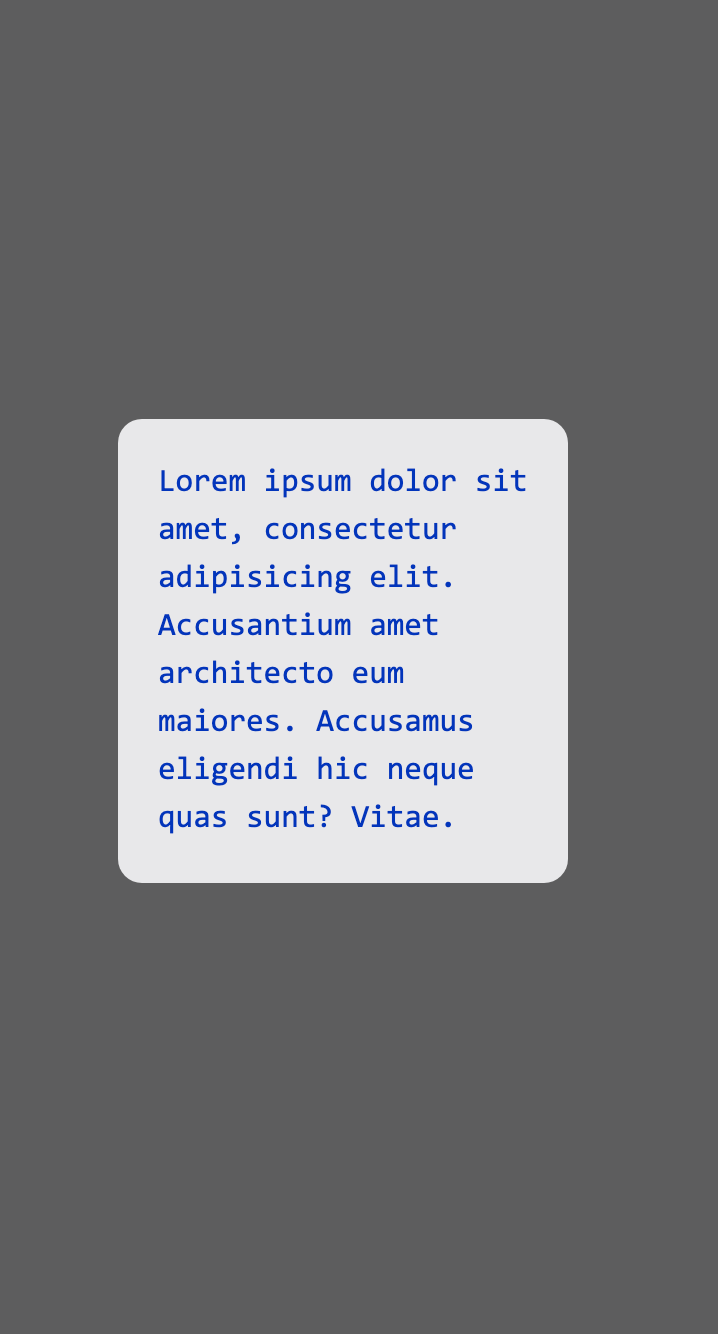 Lorem ipsum dolor sit
amet, consectetur
adipisicing elit.
Accusantium amet
architecto eum
maiores. Accusamus
eligendi hic neque
quas sunt? Vitae.